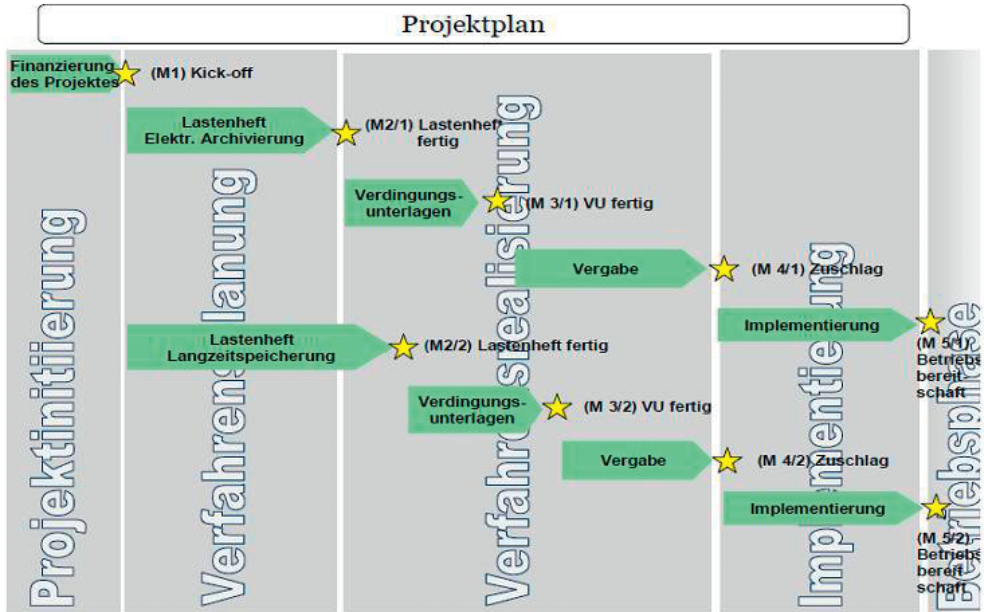 Projektplan
Finanzierung
des Projektes
(M1) Kick-off
Lastenheft
Elektr. Archivierung
(M2/1) Lastenheft
fertig
Verdingungs-
unterlagen
(M 3/1) VU fertig
Vergabe
(M 4/1) Zuschlag
Implementierung
(M 5/1)
Betriebs
bereit-
schaft
Lastenheft
Langzeitspeicherung
(M2/2) Lastenheft fertig
Verdingungs-
unterlagen
(M 3/2) VU fertig
Vergabe
(M 4/2) Zuschlag
Implementierung
(M 5/2)
Betriebs
bereit-
schaft
Projektinitiierung
Verfahrensplanung
Verfahrensrealisierung
Implementierung
Betriebsphase